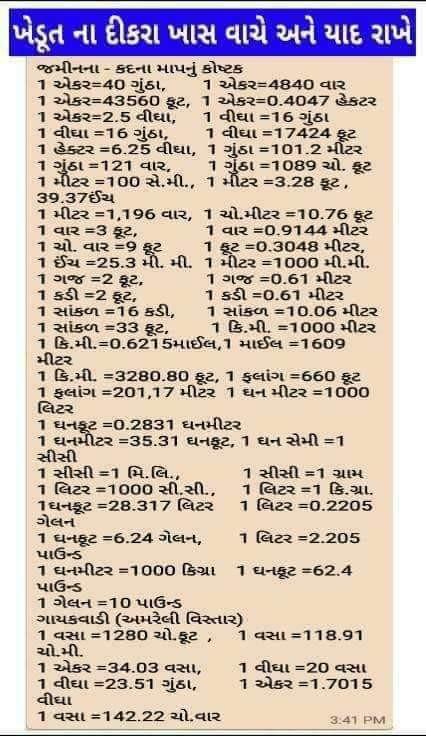 ખેડૂત ના દીકરા ખાસ વાચે અને યાદ રાખે
જમીનના - કદના માપનું કોષ્ટક
1 એકર=40 ગુંઠા, 1 એકર=4840 વાર
1 એકર=43560 ફૂટ, 1 એકર=0.4047 હેકટર
1 એકર=2.5 વીઘા, 1 વીઘા =16 ગુંઠા
1 વીઘા =16 ગુંઠા, 1 વીઘા =17424 ફૂટ
1 હેક્ટર =6.25 વીઘા, 1 ગુંઠા =101.2 મીટર
1 ગુંઠા =121 વાર, 1 ગુંઠા =1089 ચો. ફૂટ
1 મીટર =100 સે.મી., 1 મીટર =3.28 ફૂટ ,
39.37ઈંચ
1 મીટર =1,196 વાર, 1 ચો.મીટર =10.76 ફૂટ
1 વાર =3 ફૂટ, 1 વાર =0.9144 મીટર
1 ચો. વાર =9 ફૂટ 1 ફૂટ =0.3048 મીટર,
1 ઈંચ =25.3 મી. મી. 1 મીટર =1000 મી.મી.
1 ગજ =2 ફૂટ, 1 ગજ =0.61 મીટર
1 કડી =2 ફૂટ, 1 કડી =0.61 મીટર
1 સાંકળ =16 કડી, 1 સાંકળ =10.06 મીટર
1 સાંકળ =33 ફૂટ, 1 કિ.મી. =1000 મીટર
1 કિ.મી.=0.6215માઈલ,1 માઈલ =1609
મીટર
1 કિ.મી. =3280.80 ફૂટ, 1 ફલાંગ =660 ફૂટ
1 ફલાંગ =201,17 મીટર 1 ઘન મીટર =1000
લિટર
1 ઘનફૂટ =0.2831 ઘનમીટર
1 ઘનમીટર =35.31 ઘનફૂટ, 1 ઘન સેમી =1
સીસી
1 સીસી =1 મિ.લિ., 1 સીસી =1 ગ્રામ
1 લિટર =1000 સી.સી., 1 લિટર =1 કિ.ગ્રા.
1ઘનફૂટ =28.317 લિટર 1 લિટર =0.2205
ગેલન
1 ઘનફૂટ =6.24 ગેલન, 1 લિટર =2.205
પાઉન્ડ
1 ઘનમીટર =1000 કિગ્રા 1 ઘનફૂટ =62.4
પાઉન્ડ
1 ગેલન =10 પાઉન્ડ
ગાયકવાડી (અમરેલી વિસ્તાર)
1 વસા =1280 ચો.ફૂટ , 1 વસા =118.91
ચો.મી.
1 એકર =34.03 વસા, 1 વીઘા =20 વસા
1 વીઘા =23.51 ગુંઠા, 1 એકર =1.7015
વીઘા
1 વસા =142.22 ચો.વાર
3:41 PM